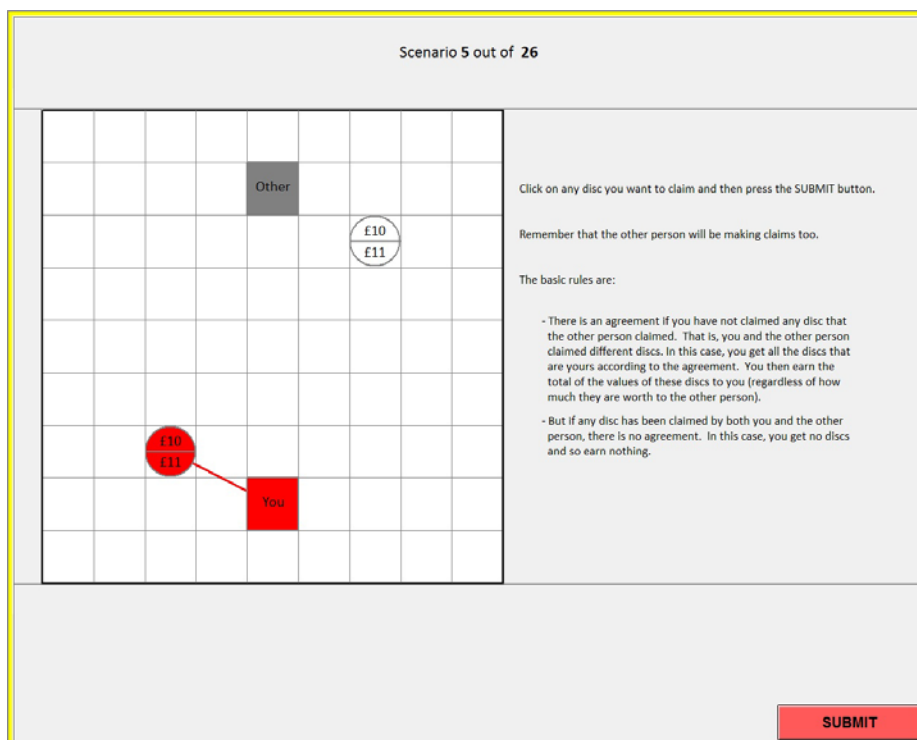 Scenario 5 out of 26
Other
£10
£11
Click on any disc you want to claim and then press the SUBMIT button.
Remember that the other person will be making claims too.
The basic rules are:
- There is an agreement if you have not claimed any disc that
the other person claimed. That is, you and the other person
claimed different discs. In this case, you get all the discs that
are yours according to the agreement. You then earn the
total of the values of these discs to you (regardless of how
much they are worth to the other person).
- But if any disc has been claimed by both you and the other
person, there is no agreement. In this case, you get no discs
and so earn nothing.
£10
£11
You
SUBMIT